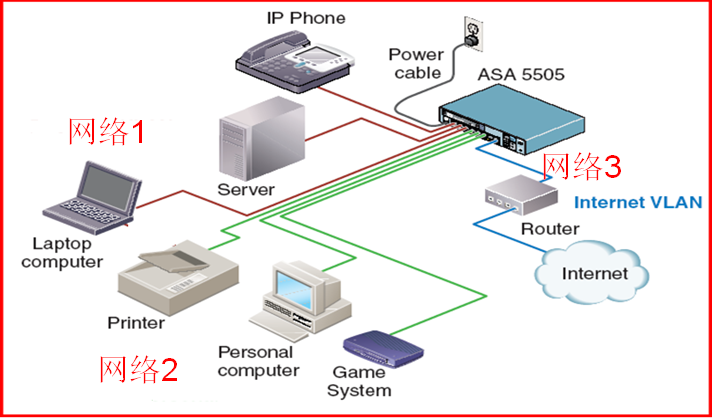 IP Phone
Power
cable
ASA 5505
网络1
Server
网络3
Internet VLAN
Router
Laptop
computer
Internet
Printer
Personal
computer
网络2
Game
System